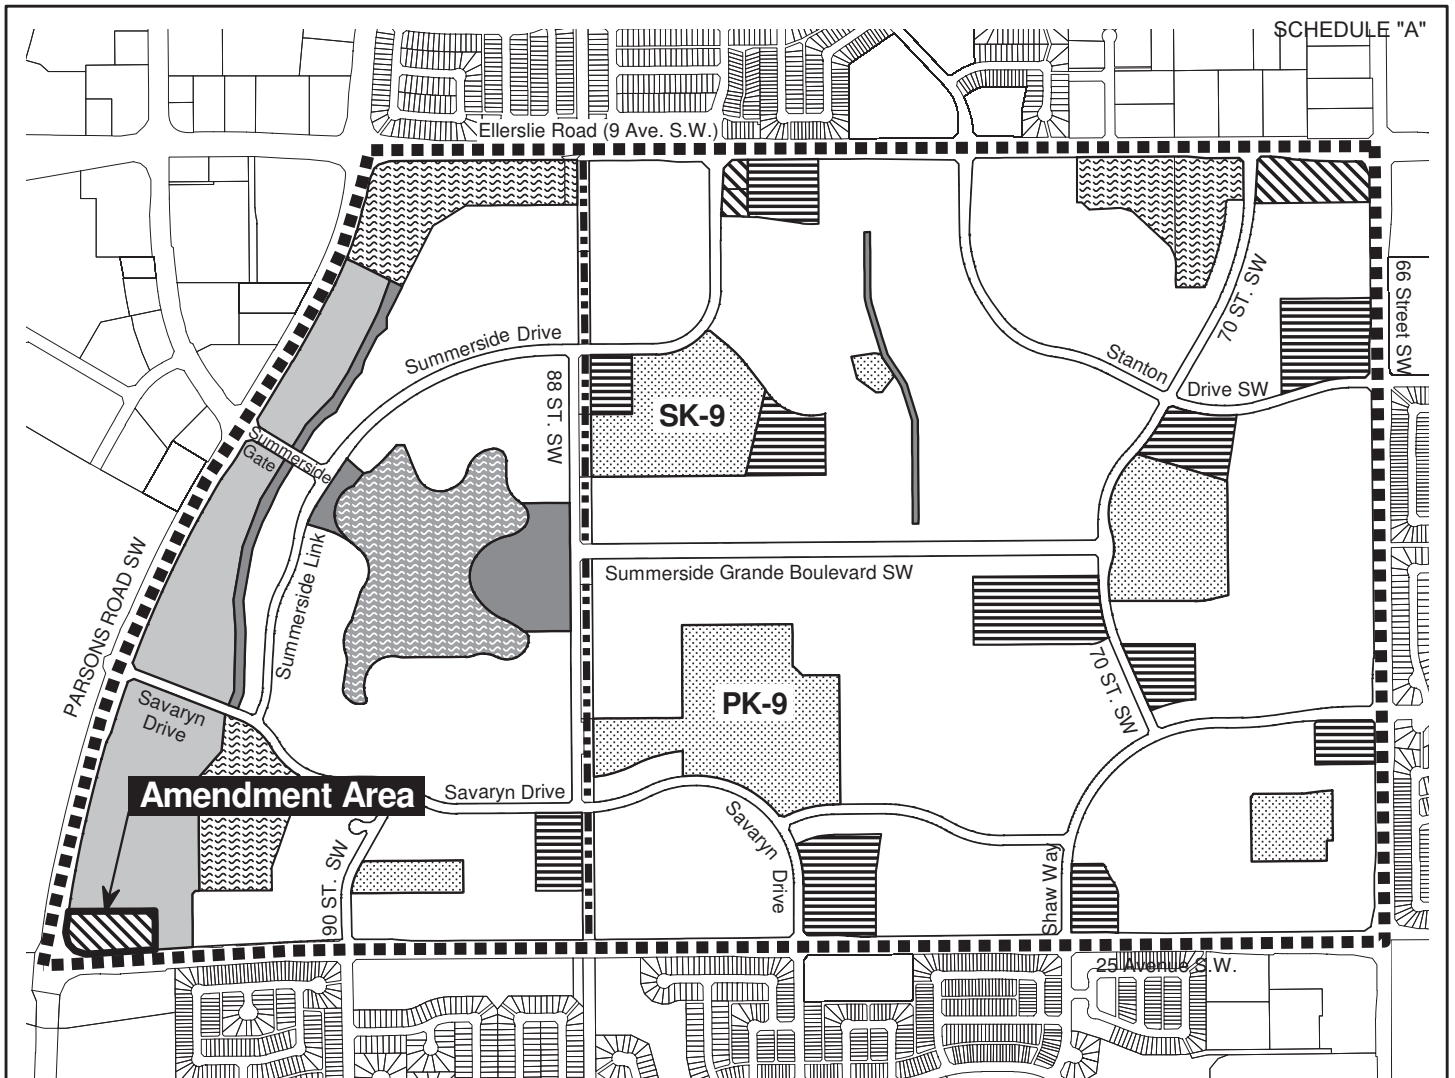 SCHEDULE "A"
Ellerslie Road (9 Ave. S.W.)
66 Street SW
70 ST. SW
Summerside Drive
Stanton
Drive SW
88 ST. SW
SK-9
Summerside
Gate
Summerside Link
PARSONS ROAD SW
Summerside Grande Boulevard SW
70 ST. SW
PK-9
Savaryn
Drive
Amendment Area
Savaryn Drive
Savaryn
Drive
90 ST. SW
Shaw Way
25 Avenue S.W.